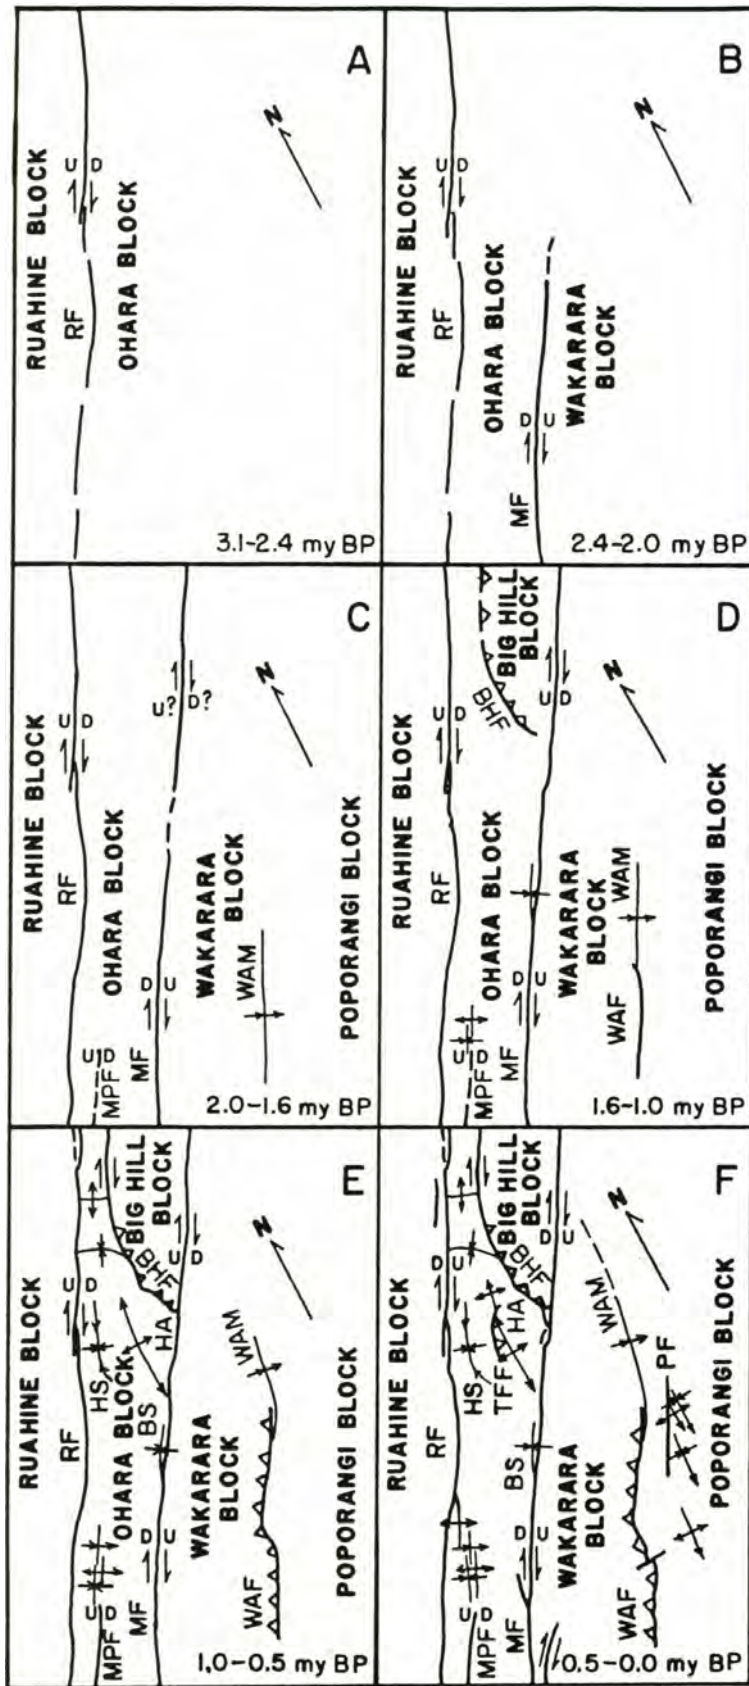 A
N
U D
RUAHINE BLOCK
RF
OHARA BLOCK
3.1-2.4 my BP
B
N
U D
RUAHINE BLOCK
RF
OHARA BLOCK
WAKARARA
BLOCK
D U
MF
2.4-2.0 my BP
C
N
U? D?
U D
RUAHINE BLOCK
RF
OHARA BLOCK
WAKARARA
BLOCK
WAM
POPORANGI BLOCK
D U
U D
MPF
MF
2.0-1.6 my BP
D
N
BIG HILL
BLOCK
BHF
U D
U D
RUAHINE BLOCK
RF
OHARA BLOCK
WAKARARA
BLOCK
WAM
WAF
POPORANGI BLOCK
D U
U D
MPF
MF
1.6-1.0 my BP
E
N
BIG HILL
BLOCK
BHF
U D
U D
RUAHINE BLOCK
RF
HS
HA
OHARA BLOCK
BS
WAKARARA
BLOCK
WAM
WAF
POPORANGI BLOCK
D U
U D
MPF
MF
1.0-0.5 my BP
F
N
BIG HILL
BLOCK
BHF
D U
D U
RUAHINE BLOCK
RF
HS
TFF
HA
BS
WAKARARA
BLOCK
WAM
PF
WAF
POPORANGI BLOCK
D U
U D
MPF
MF
0.5-0.0 my BP